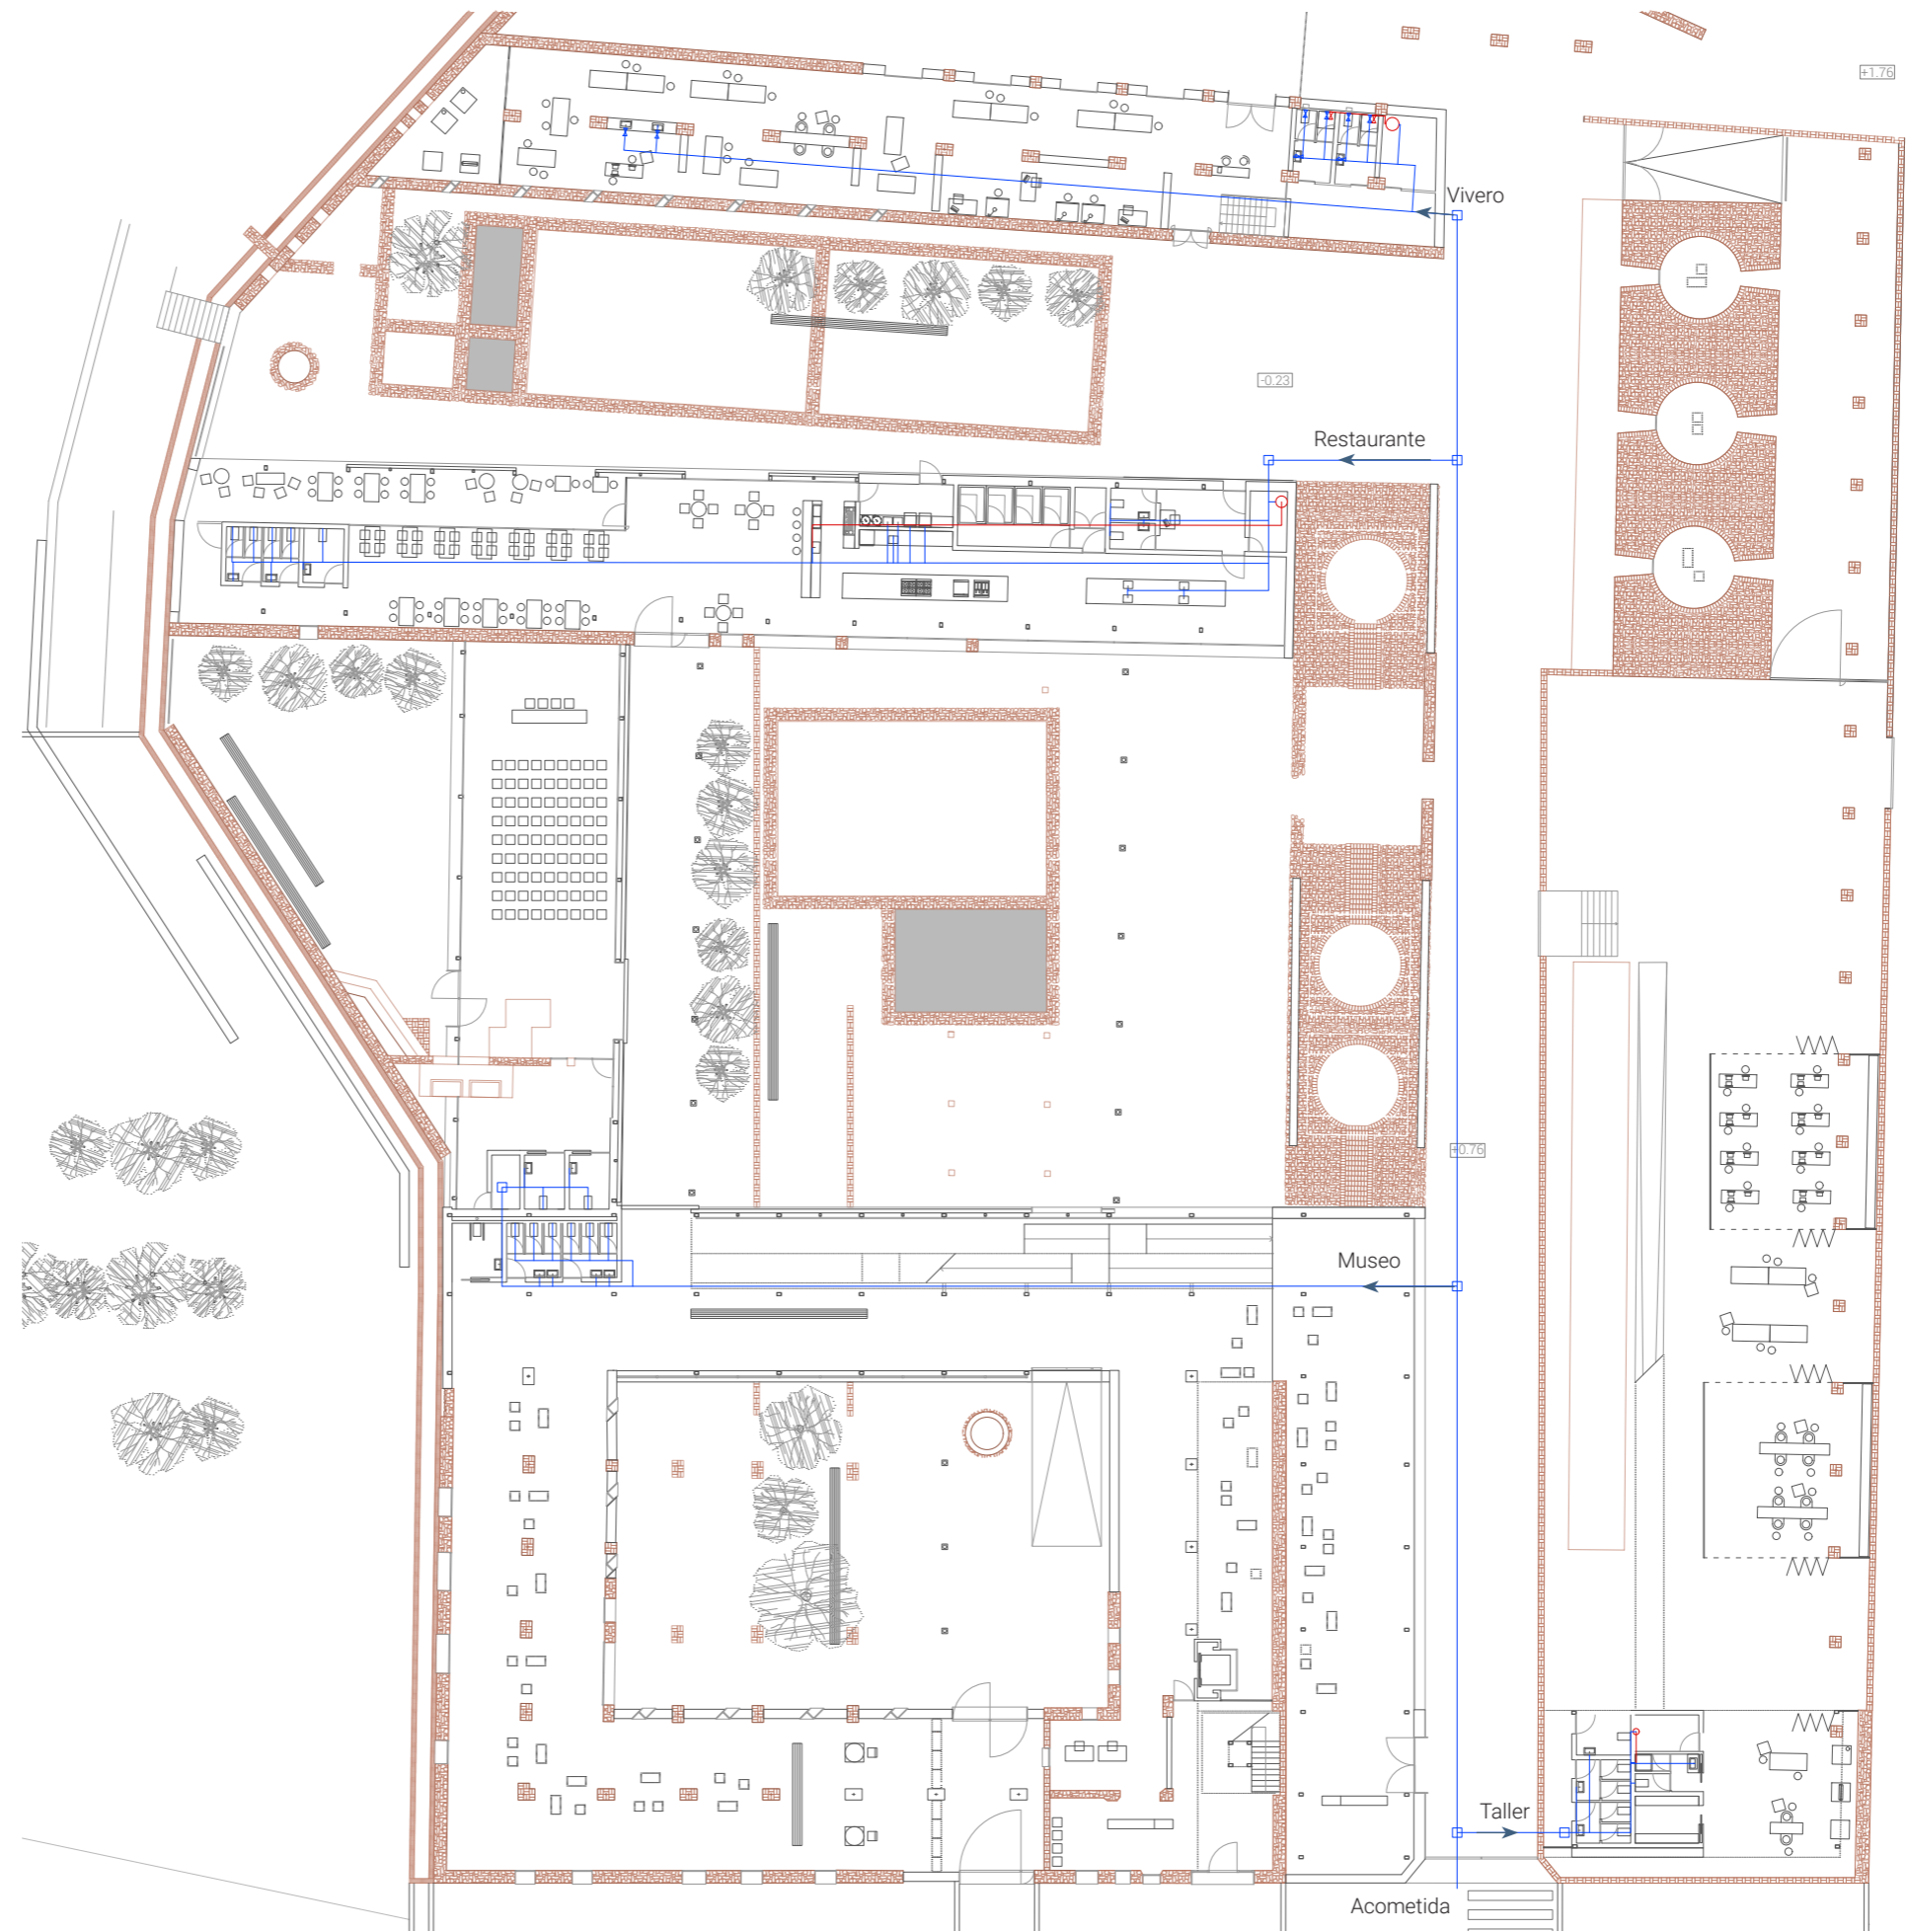 +1.76
Vivero
-0.23
Restaurante
+0.76
Museo
Taller
Acometida